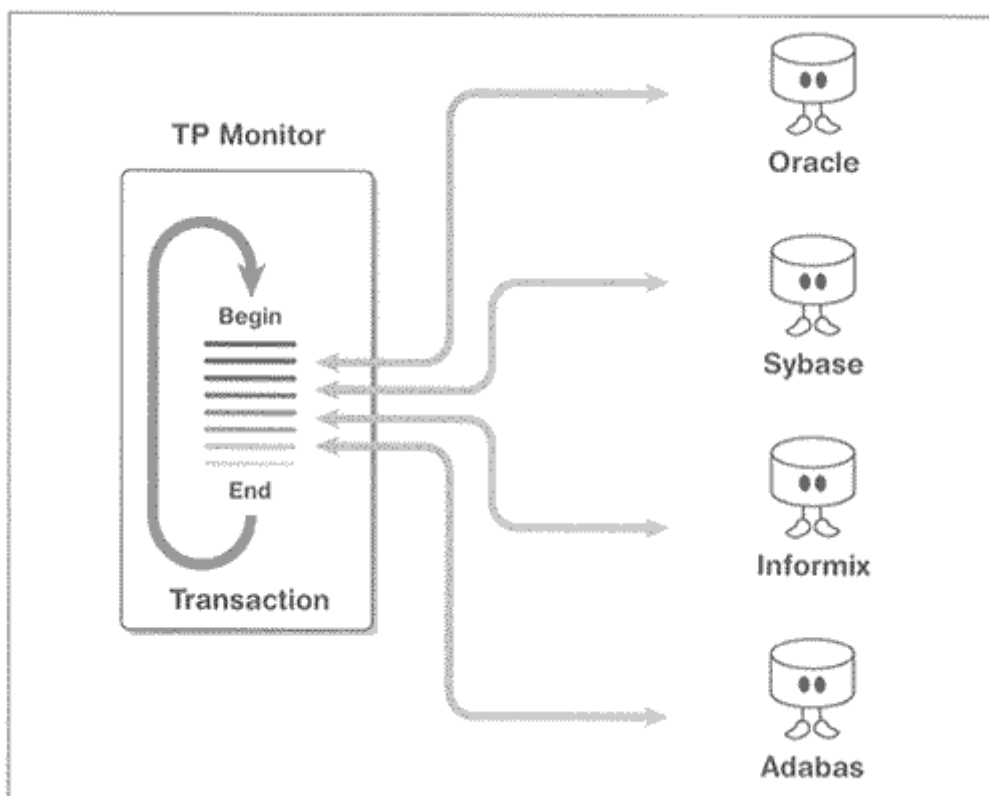 TP Monitor
Begin
End
Transaction
Oracle
Sybase
Informix
Adabas